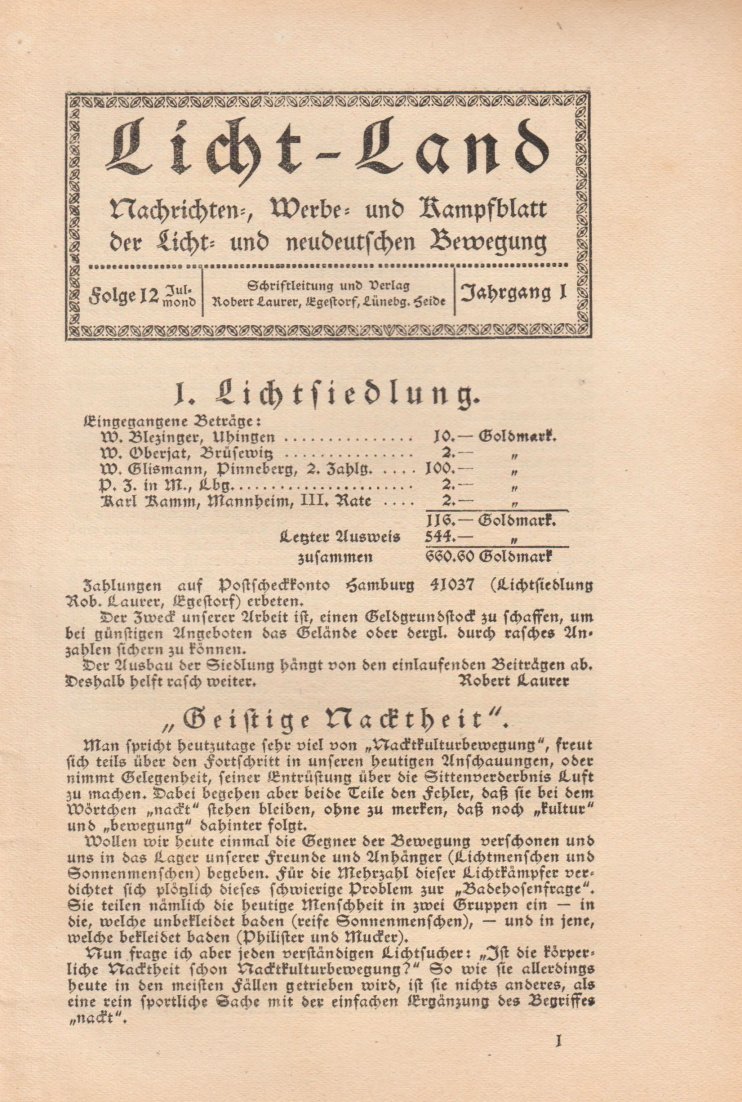 Licht-Land
Nachrichten-, Werbe- und Kampfblatt
der Licht- und neudeutschen Bewegung
Folge 12 Jul-
mond
Schriftleitung und Verlag
Robert Laurer, Egestorf, Lünebg. Heide
Jahrgang 1
1. Lichtsiedlung.
Eingegangene Beträge:
W. Blezinger, Uhingen ............... 10.— Goldmark.
W. Oberjat, Brüsewitz ............... 2.— „
W. Glismann, Pinneberg, 2. Zahlg. ..... 100.— „
P. Z. in M., Lbg. ...................... 2.— „
Karl Kamm, Mannheim, III. Rate .... 2.— „
116.— Goldmark.
Letzter Ausweis 544.— „
zusammen 660.60 Goldmark
Zahlungen auf Postscheckkonto Hamburg 41037 (Lichtsiedlung
Rob. Laurer, Egestorf) erbeten.
Der Zweck unserer Arbeit ist, einen Geldgrundstock zu schaffen, um
bei günstigen Angeboten das Gelände oder dergl. durch rasches An-
zahlen sichern zu können.
Der Ausbau der Siedlung hängt von den einlaufenden Beiträgen ab.
Deshalb helft rasch weiter. Robert Laurer
„Geistige Nacktheit“.
Man spricht heutzutage sehr viel von „Nacktkulturbewegung“, freut
sich teils über den Fortschritt in unseren heutigen Anschauungen, oder
nimmt Gelegenheit, seiner Entrüstung über die Sittenverderbnis Luft
zu machen. Dabei begehen aber beide Teile den Fehler, daß sie bei dem
Wörtchen „nackt“ stehen bleiben, ohne zu merken, daß noch „kultur“
und „bewegung“ dahinter folgt.
Wollen wir heute einmal die Gegner der Bewegung verschonen und
uns in das Lager unserer Freunde und Anhänger (Lichtmenschen und
Sonnenmenschen) begeben. Für die Mehrzahl dieser Lichtkämpfer ver-
dichtet sich plötzlich dieses schwierige Problem zur „Badehosenfrage“.
Sie teilen nämlich die heutige Menschheit in zwei Gruppen ein — in
die, welche unbekleidet baden (reife Sonnenmenschen), — und in jene,
welche bekleidet baden (Philister und Mucker).
Nun frage ich aber jeden verständigen Lichtsucher: „Ist die körper-
liche Nacktheit schon Nacktkulturbewegung?“ So wie sie allerdings
heute in den meisten Fällen getrieben wird, ist sie nichts anderes, als
eine rein sportliche Sache mit der einfachen Ergänzung des Begriffes
„nackt“.
1